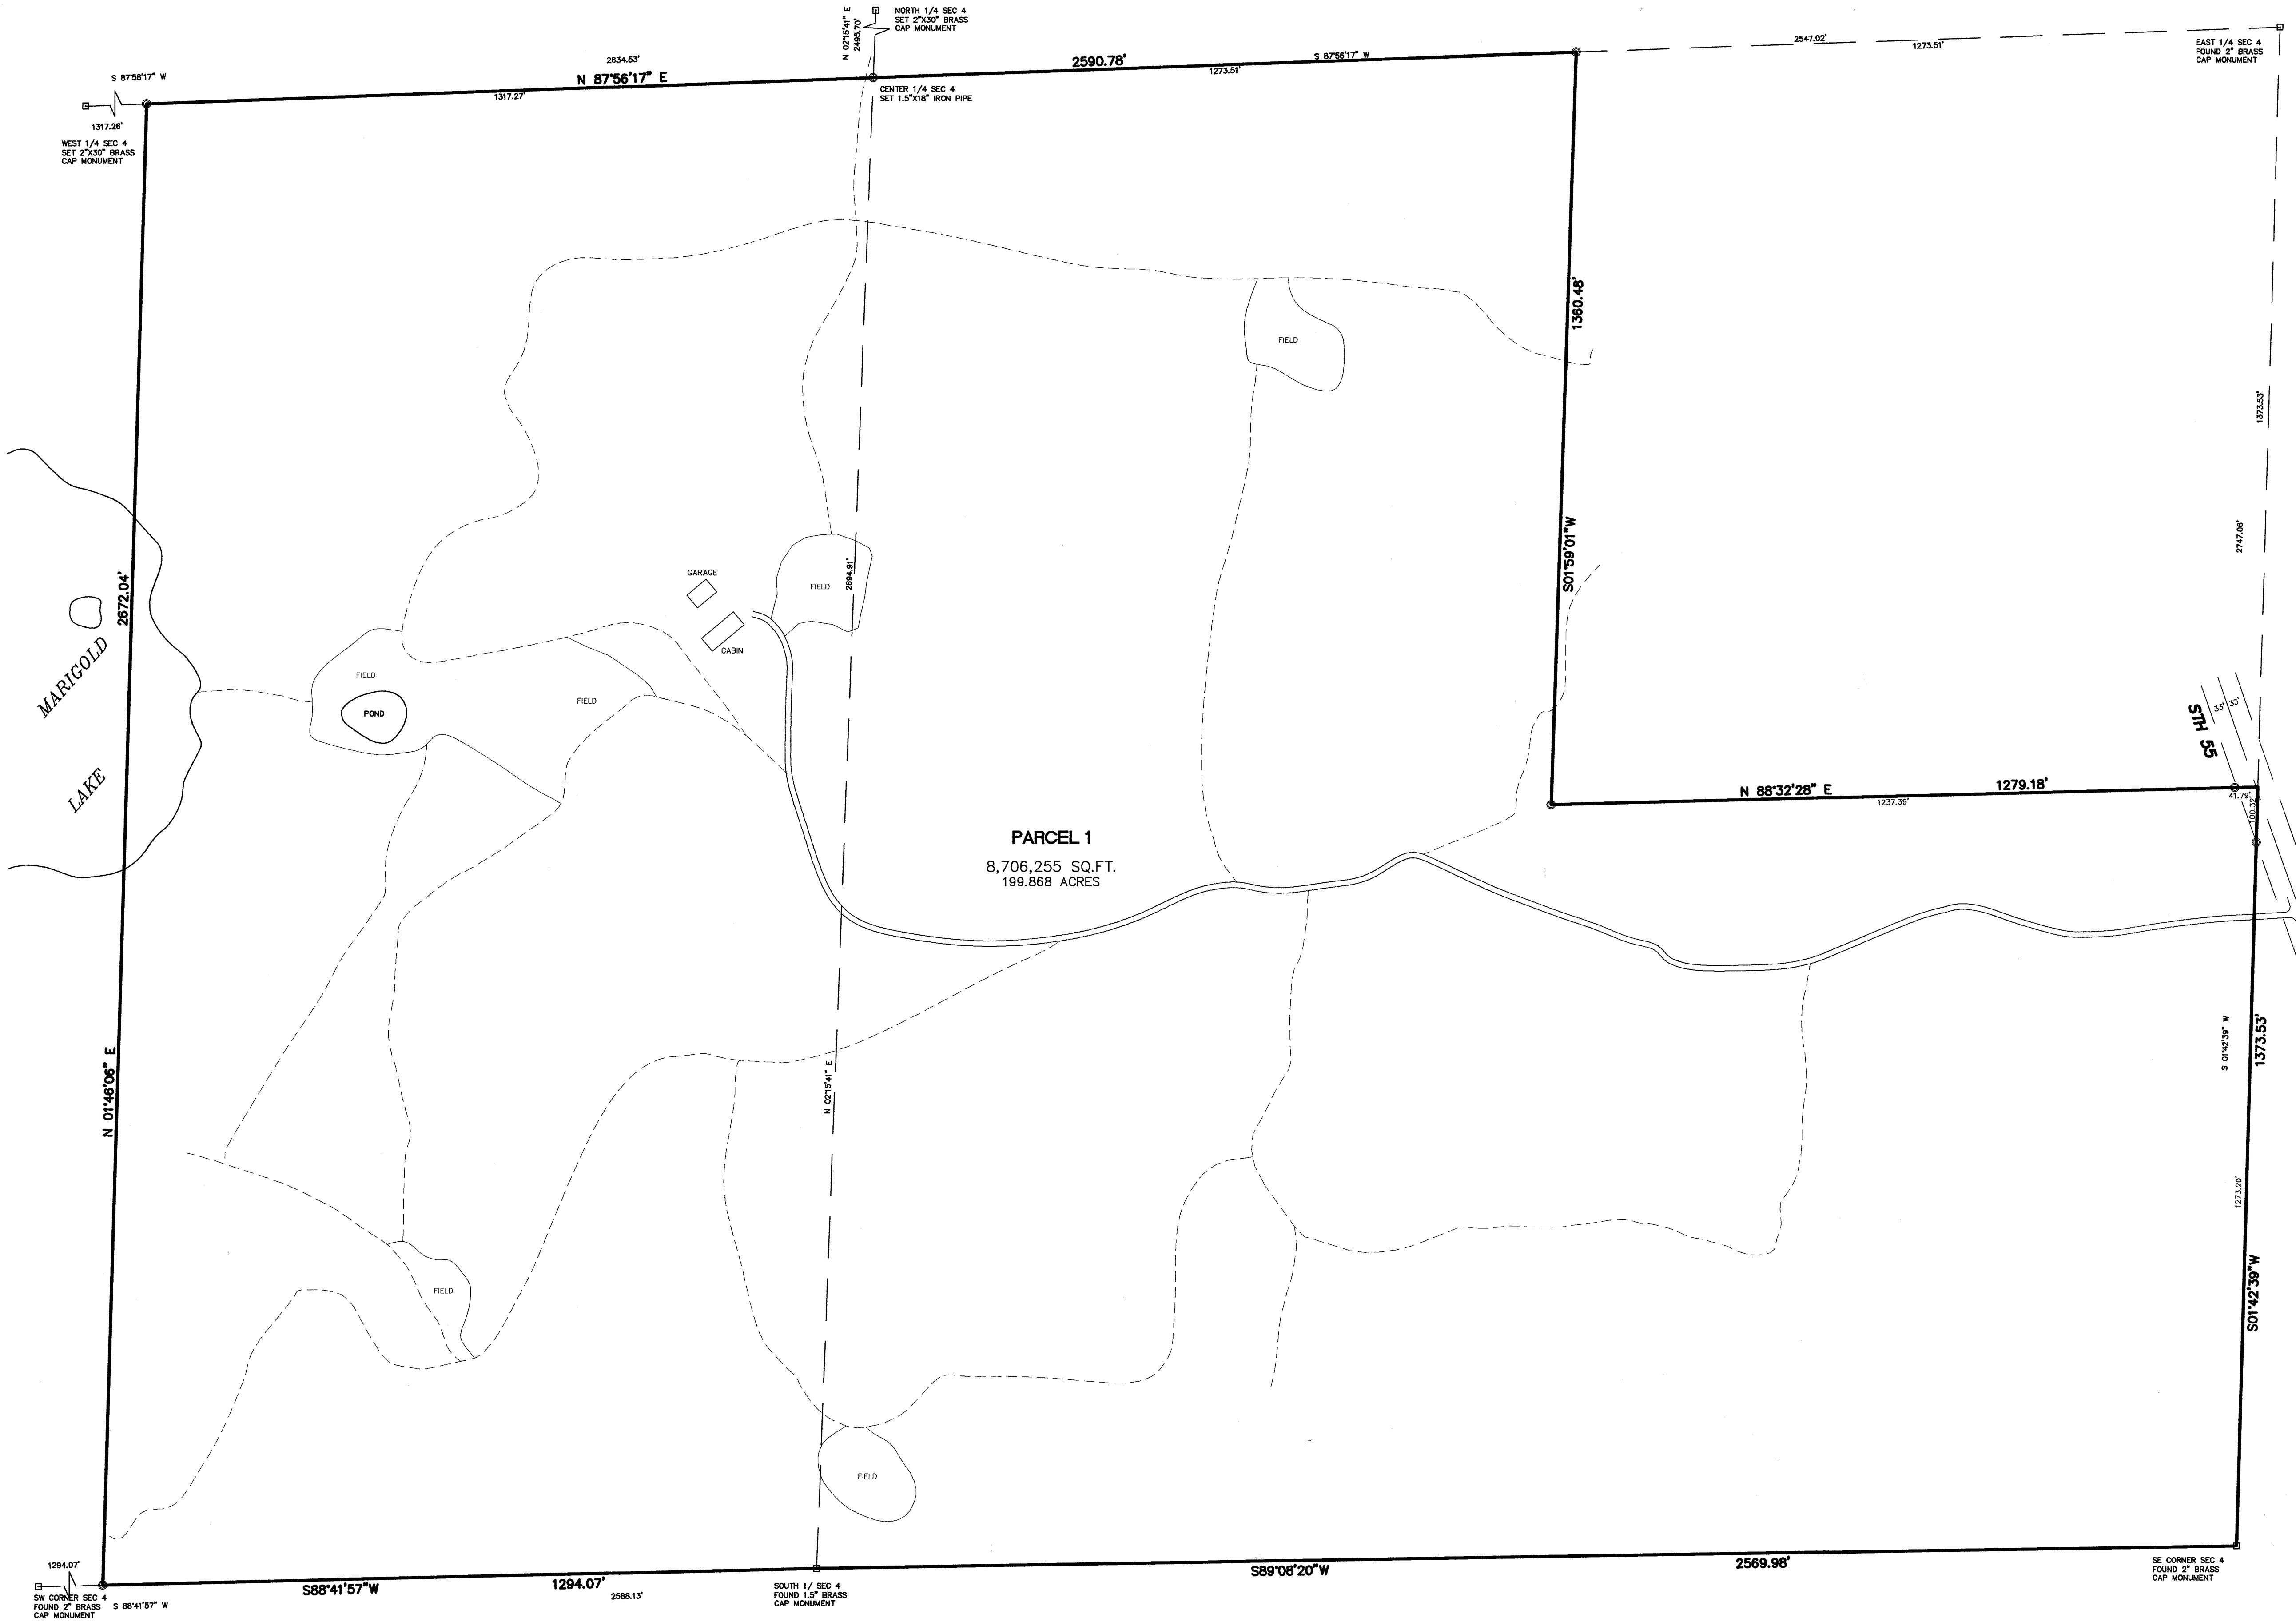 N 02°15'41" E
2495.70'
NORTH 1/4 SEC 4
SET 2"X30" BRASS
CAP MONUMENT
2547.02'
1273.51'
EAST 1/4 SEC 4
FOUND 2" BRASS
CAP MONUMENT
2634.53'
N 87°56'17" E
2590.78'
1273.51'
S 87°56'17" W
S 87°56'17" W
1317.26'
WEST 1/4 SEC 4
SET 2"X30" BRASS
CAP MONUMENT
1317.27'
CENTER 1/4 SEC 4
SET 1.5"X18" IRON PIPE
1360.48'
FIELD
1373.53'
2747.06'
S01°59'01"W
2672.04'
GARAGE
FIELD
2694.91'
CABIN
MARIGOLD
LAKE
FIELD
POND
FIELD
STH 55
33'
33'
N 88°32'28" E
1279.18'
1237.39'
41.79'
100.32'
PARCEL 1
8,706,255 SQ.FT.
199.868 ACRES
N 01°46'06" E
N 02°15'41" E
S 01°42'39" W
1373.53'
1273.20'
S01°42'39"W
FIELD
FIELD
1294.07'
SW CORNER SEC 4
FOUND 2" BRASS
CAP MONUMENT
S 88°41'57" W
S88°41'57"W
1294.07'
2588.13'
SOUTH 1/ SEC 4
FOUND 1.5" BRASS
CAP MONUMENT
S89°08'20"W
2569.98'
SE CORNER SEC 4
FOUND 2" BRASS
CAP MONUMENT